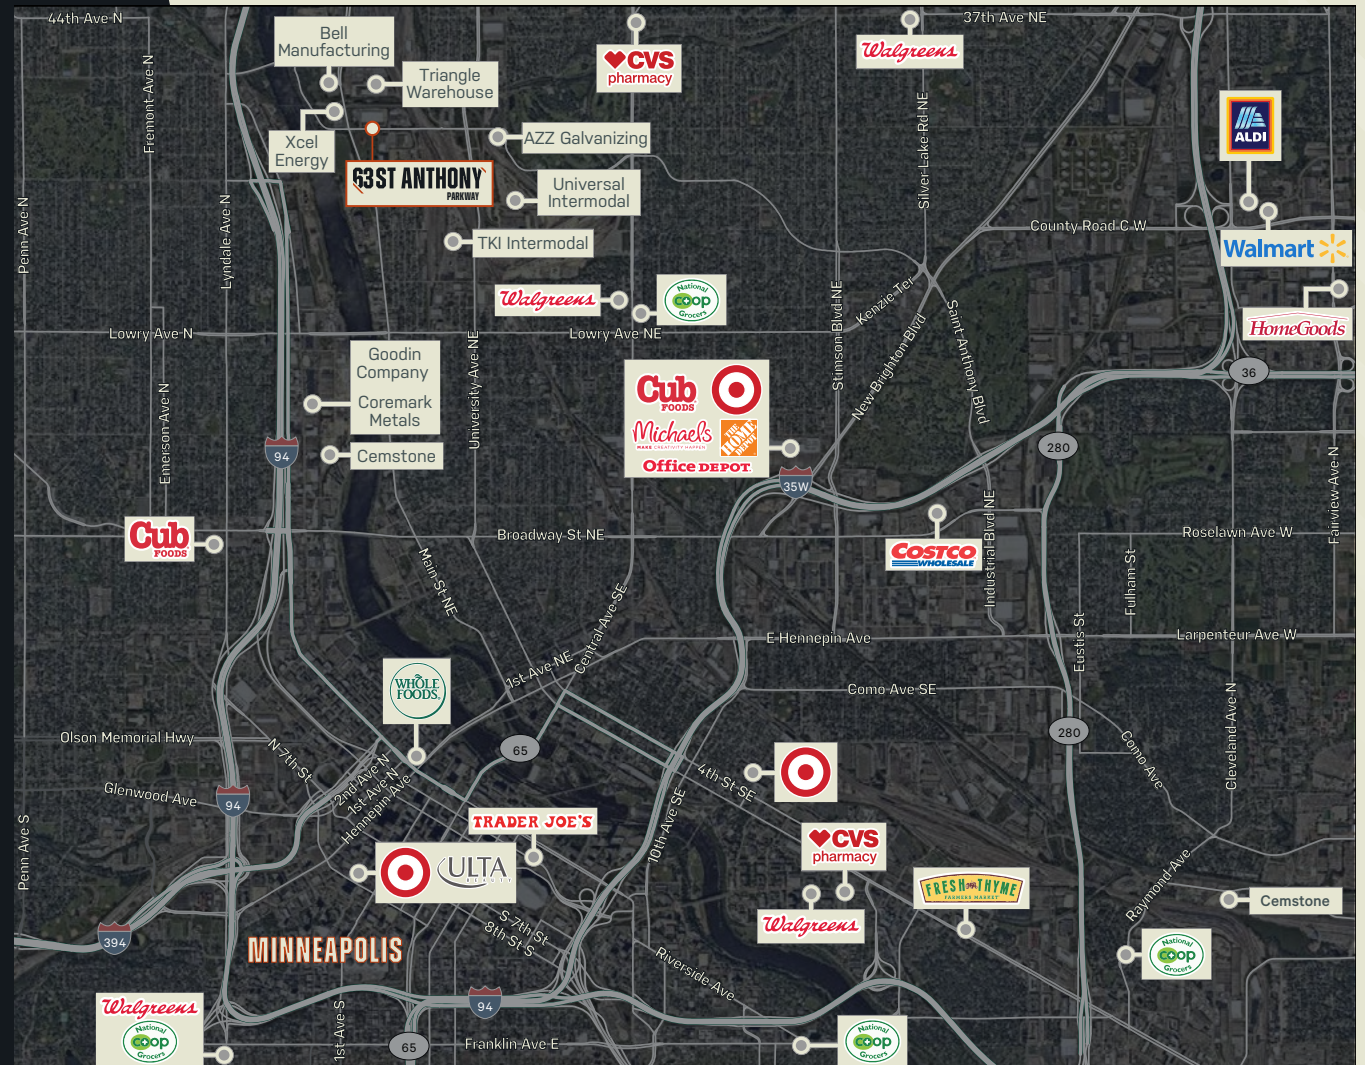 44th Ave N
37th Ave NE
Bell
Manufacturing
CVS
pharmacy
Walgreens
Triangle
Warehouse
Fremont Ave N
Xcel
Energy
AZZ Galvanizing
Silver Lake Rd NE
ALDI
63 ST ANTHONY
PARKWAY
Universal
Intermodal
Penn Ave N
Lyndale Ave N
County Road C W
TKI Intermodal
Walmart
Walgreens
National
co+op
Grocers
Kenzie Ter
Stimson Blvd NE
New Brighton Blvd
Saint Anthony Blvd
HomeGoods
Lowry Ave N
Lowry Ave NE
University Ave NE
Goodin
Company
Coremark
Metals
36
Cub
FOODS
Michaels
MAKE CREATIVITY HAPPEN
THE HOME DEPOT
Office DEPOT
Emerson Ave N
94
Cemstone
280
35W
Fairview Ave N
Cub
FOODS
Broadway St NE
COSTCO
WHOLESALE
Industrial Blvd NE
Roselawn Ave W
Fulham St
Main St NE
Central Ave SE
1st Ave NE
E Hennepin Ave
Eustis St
Larpenteur Ave W
WHOLE
FOODS
Como Ave SE
Cleveland Ave N
Olson Memorial Hwy
N 7th St
65
280
Como Ave
Glenwood Ave
94
2nd Ave N
1st Ave N
Hennepin Ave
4th St SE
10th Ave SE
TRADER JOE'S
CVS
pharmacy
Penn Ave S
ULTA
BEAUTY
FRESH THYME
FARMERS MARKET
Raymond Ave
Cemstone
Walgreens
S 7th St
8th St S
394
MINNEAPOLIS
National
co+op
Grocers
Riverside Ave
94
Walgreens
National
co+op
Grocers
1st Ave S
65
Franklin Ave E
National
co+op
Grocers